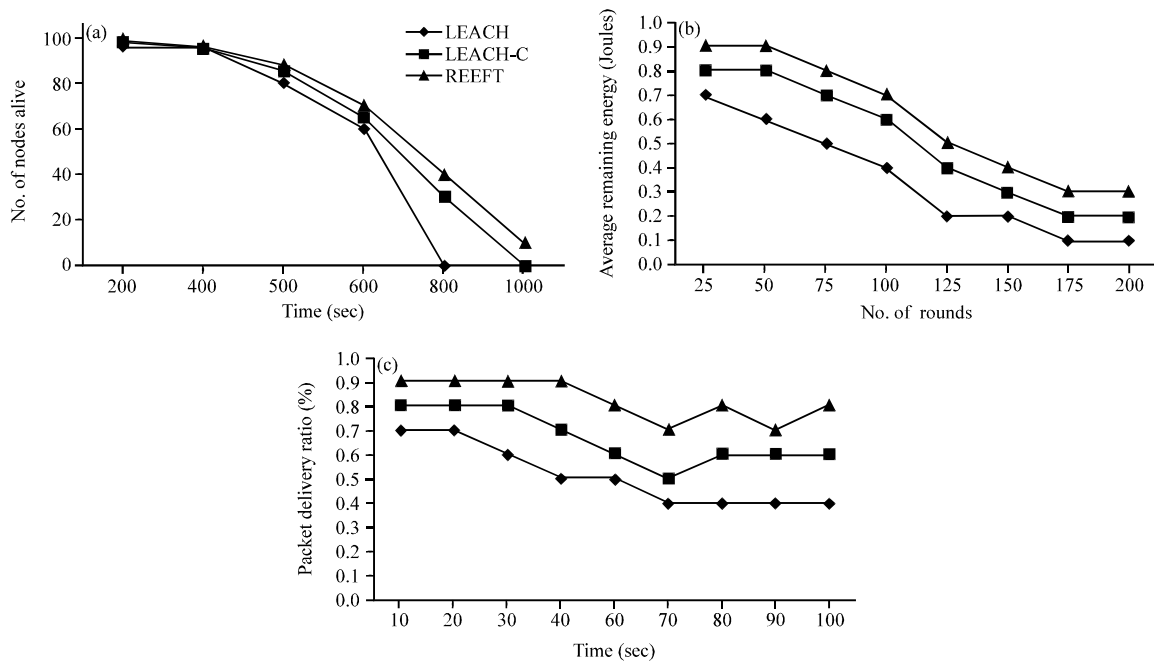 (a)
LEACH
LEACH-C
REEFT
No. of nodes alive
100
80
60
40
20
0
200 400 500 600 800 1000
Time (sec)
(b)
Average remaining energy (Joules)
1.0
0.9
0.8
0.7
0.6
0.5
0.4
0.3
0.2
0.1
0.0
25 50 75 100 125 150 175 200
No. of rounds
(c)
Packet delivery ratio (%)
1.0
0.9
0.8
0.7
0.6
0.5
0.4
0.3
0.2
0.1
0.0
10 20 30 40 60 70 80 90 100
Time (sec)